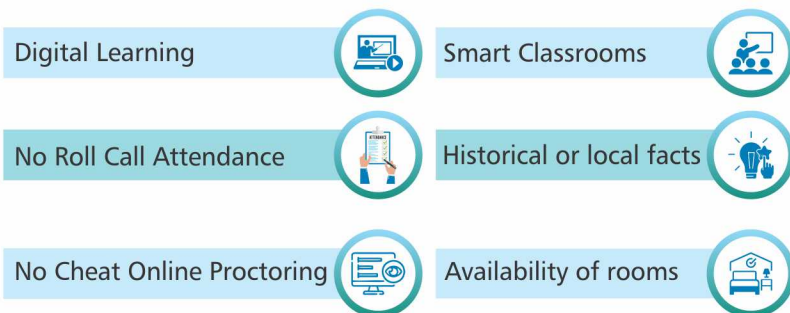 Digital Learning
Smart Classrooms
No Roll Call Attendance
ATTENDANCE
Historical or local facts
No Cheat Online Proctoring
Availability of rooms